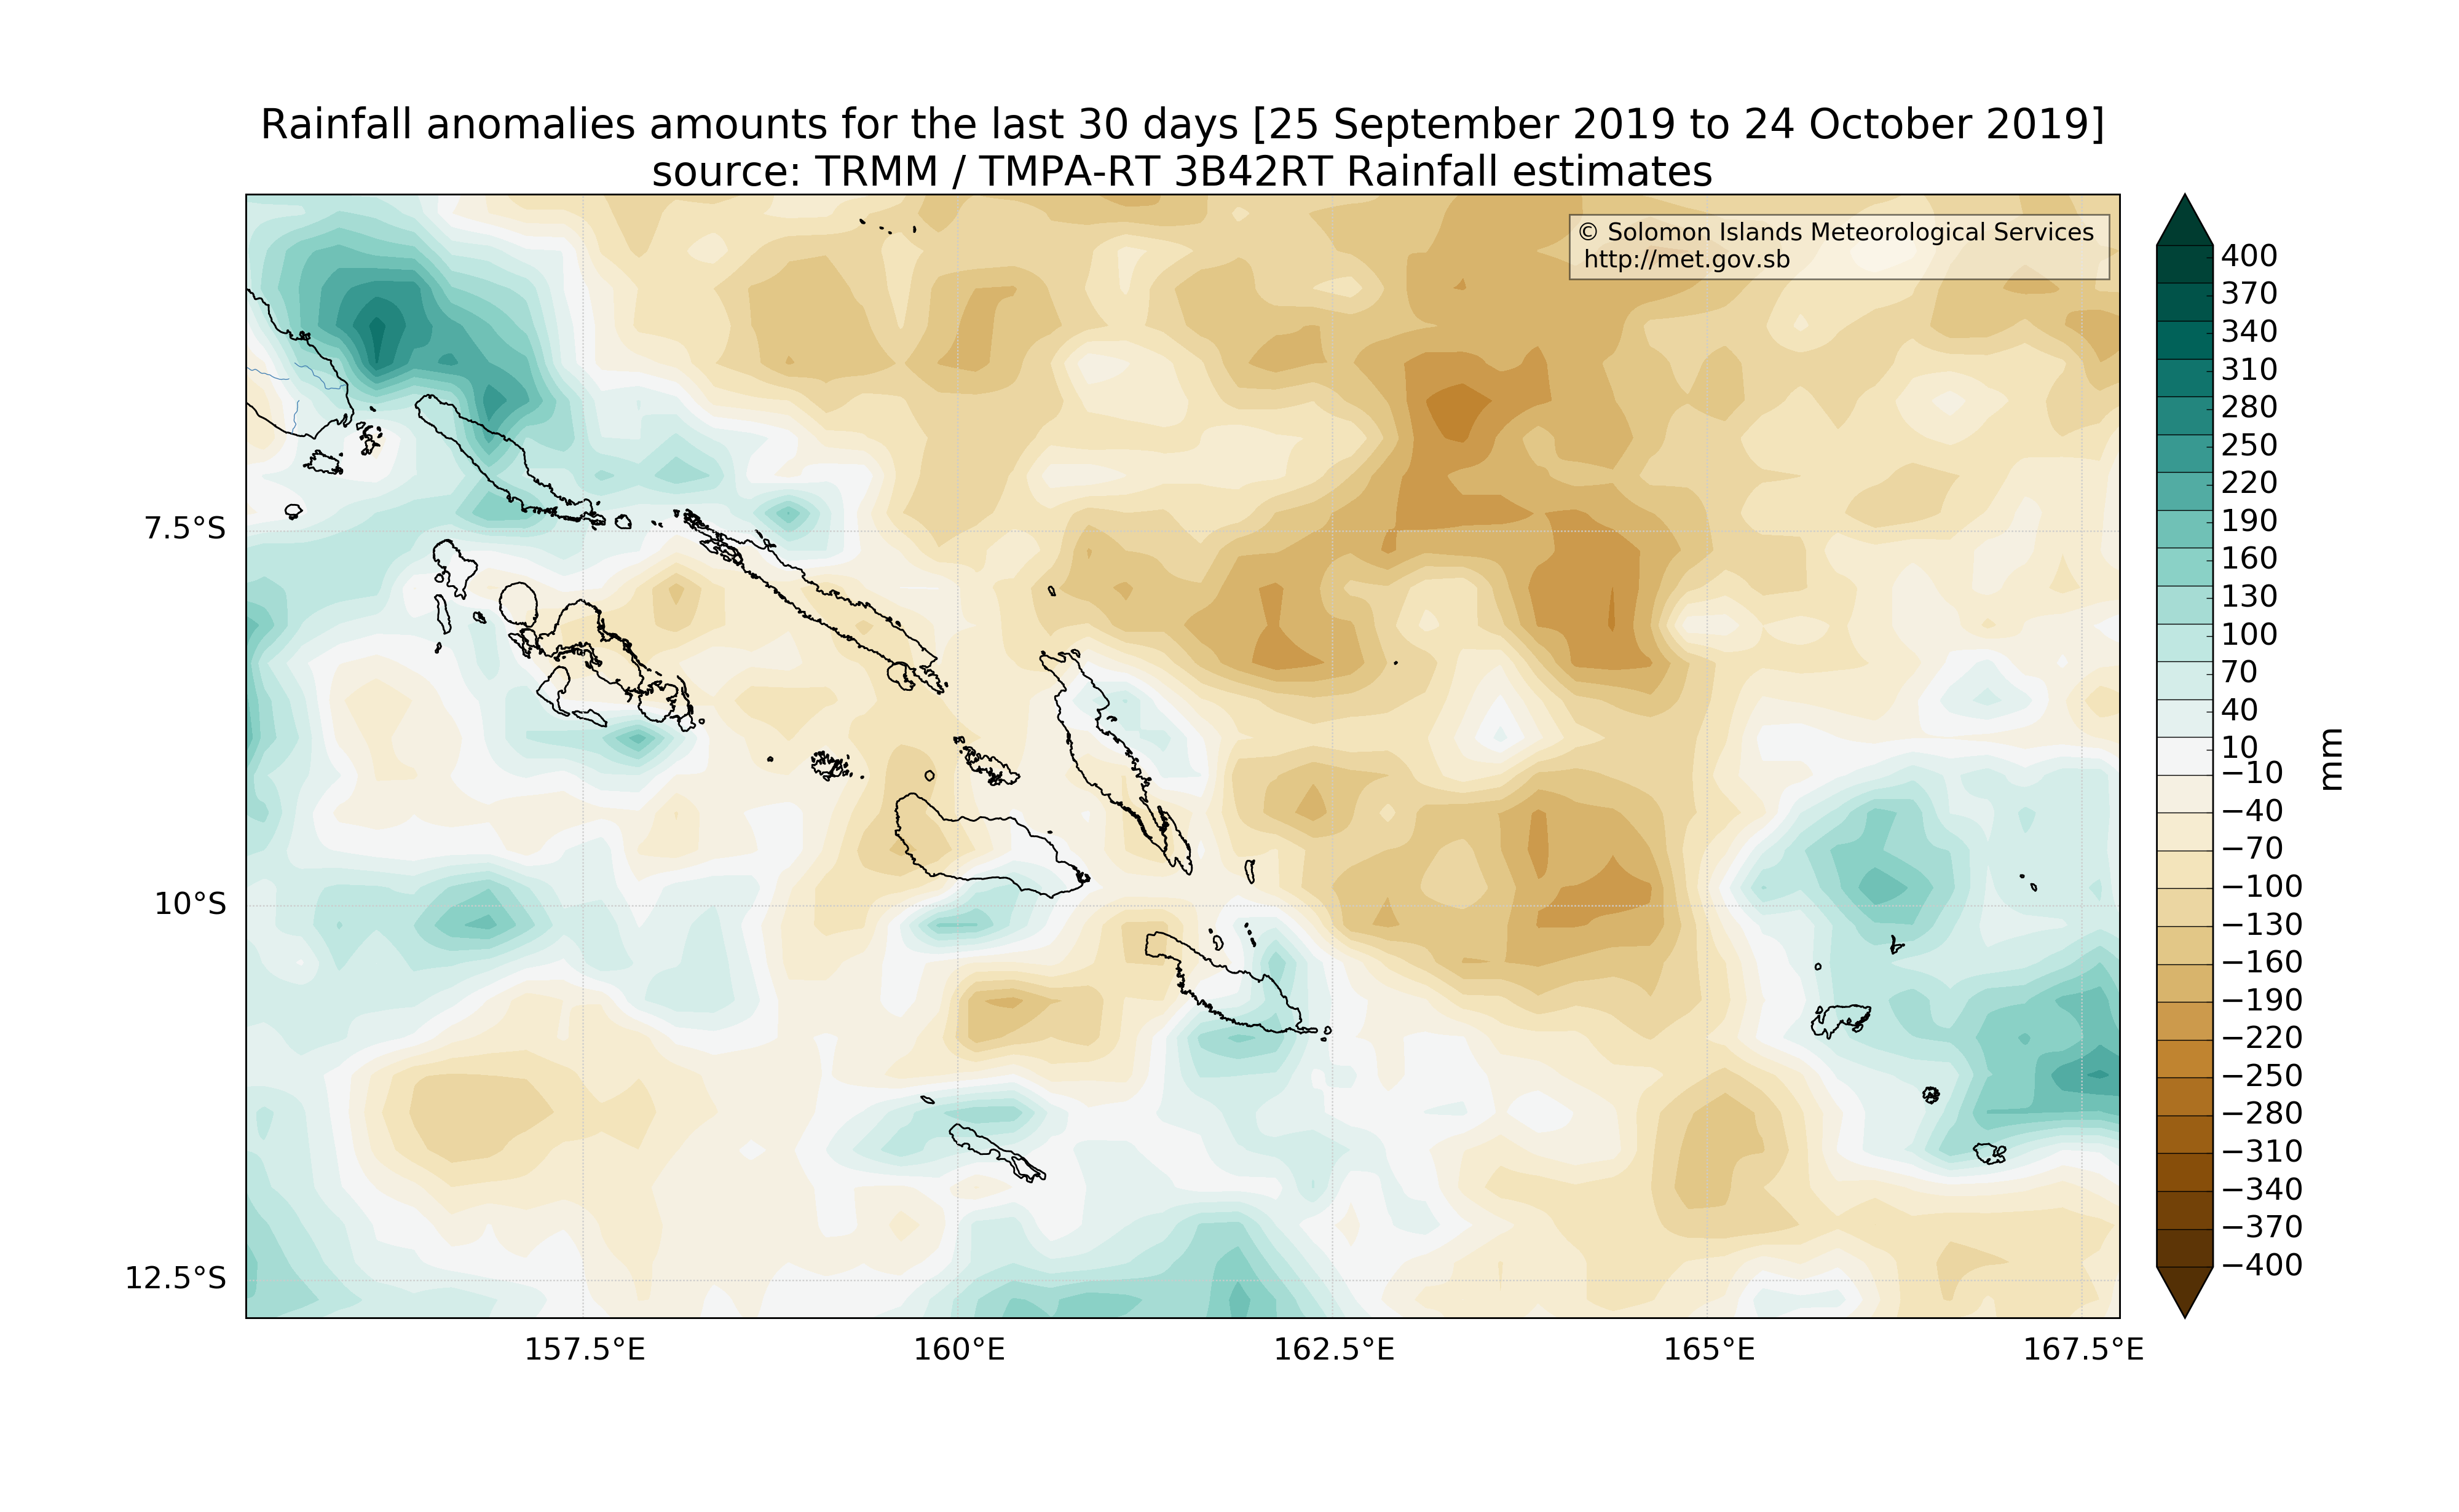 Rainfall anomalies amounts for the last 30 days [25 September 2019 to 24 October 2019]
source: TRMM / TMPA-RT 3B42RT Rainfall estimates
© Solomon Islands Meteorological Services
http://met.gov.sb
7.5°S
10°S
12.5°S
157.5°E
160°E
162.5°E
165°E
167.5°E
400
370
340
310
280
250
220
190
160
130
100
70
40
10
−10
−40
−70
−100
−130
−160
−190
−220
−250
−280
−310
−340
−370
−400
mm